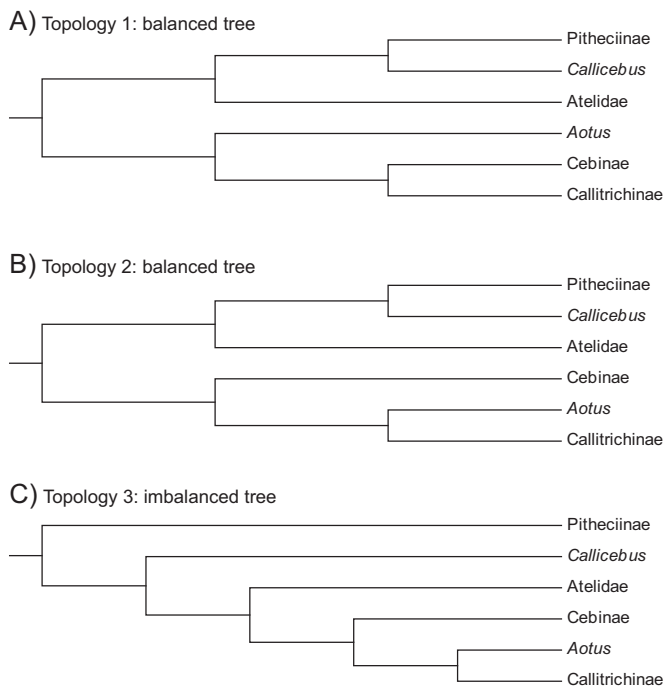 A) Topology 1: balanced tree
Pitheciinae
Callicebus
Atelidae
Aotus
Cebinae
Callitrichinae
B) Topology 2: balanced tree
Pitheciinae
Callicebus
Atelidae
Cebinae
Aotus
Callitrichinae
C) Topology 3: imbalanced tree
Pitheciinae
Callicebus
Atelidae
Cebinae
Aotus
Callitrichinae